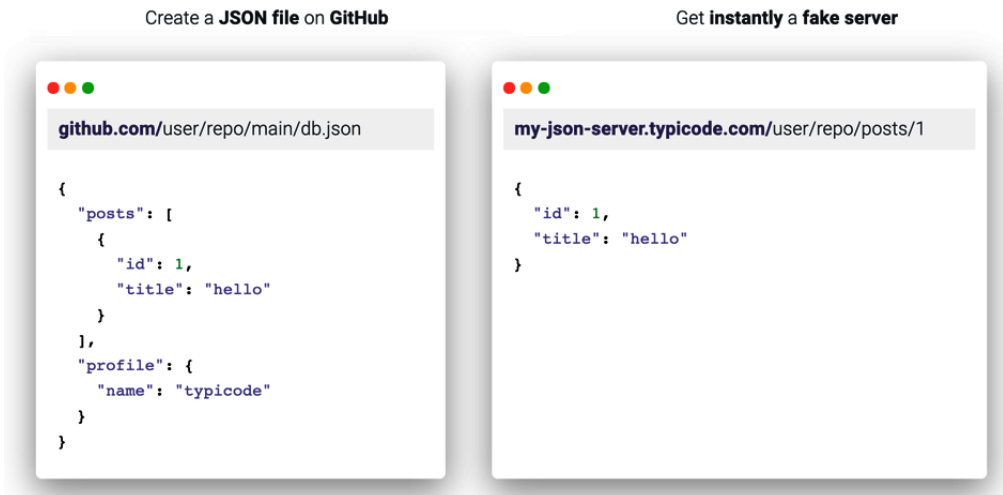 Create a JSON file on GitHub
github.com/user/repo/main/db.json
{
  "posts": [
    {
      "id": 1,
      "title": "hello"
    }
  ],
  "profile": {
    "name": "typicode"
  }
}
Get instantly a fake server
my-json-server.typicode.com/user/repo/posts/1
{
  "id": 1,
  "title": "hello"
}